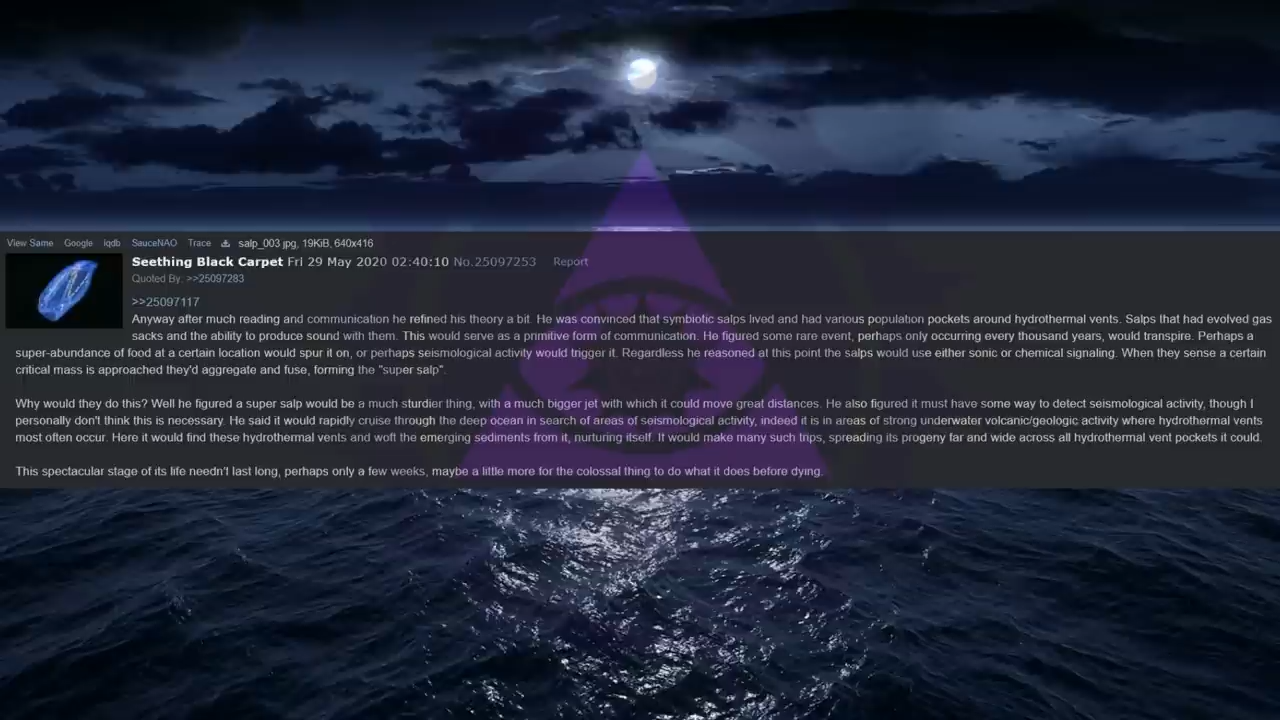 View Same Google iqdb SauceNAO Trace salp_003.jpg, 19KiB, 640x416
Seething Black Carpet Fri 29 May 2020 02:40:10 No.25097253 Report
Quoted By: >>25097283
>>25097117
Anyway after much reading and communication he refined his theory a bit. He was convinced that symbiotic salps lived and had various population pockets around hydrothermal vents. Salps that had evolved gas
sacks and the ability to produce sound with them. This would serve as a primitive form of communication. He figured some rare event, perhaps only occurring every thousand years, would transpire. Perhaps a
super-abundance of food at a certain location would spur it on, or perhaps seismological activity would trigger it. Regardless he reasoned at this point the salps would use either sonic or chemical signaling. When they sense a certain
critical mass is approached they'd aggregate and fuse, forming the "super salp".
Why would they do this? Well he figured a super salp would be a much sturdier thing, with a much bigger jet with which it could move great distances. He also figured it must have some way to detect seismological activity, though I
personally don't think this is necessary. He said it would rapidly cruise through the deep ocean in search of areas of seismological activity, indeed it is in areas of strong underwater volcanic/geologic activity where hydrothermal vents
most often occur. Here it would find these hydrothermal vents and woft the emerging sediments from it, nurturing itself. It would make many such trips, spreading its progeny far and wide across all hydrothermal vent pockets it could.
This spectacular stage of its life needn't last long, perhaps only a few weeks, maybe a little more for the colossal thing to do what it does before dying.